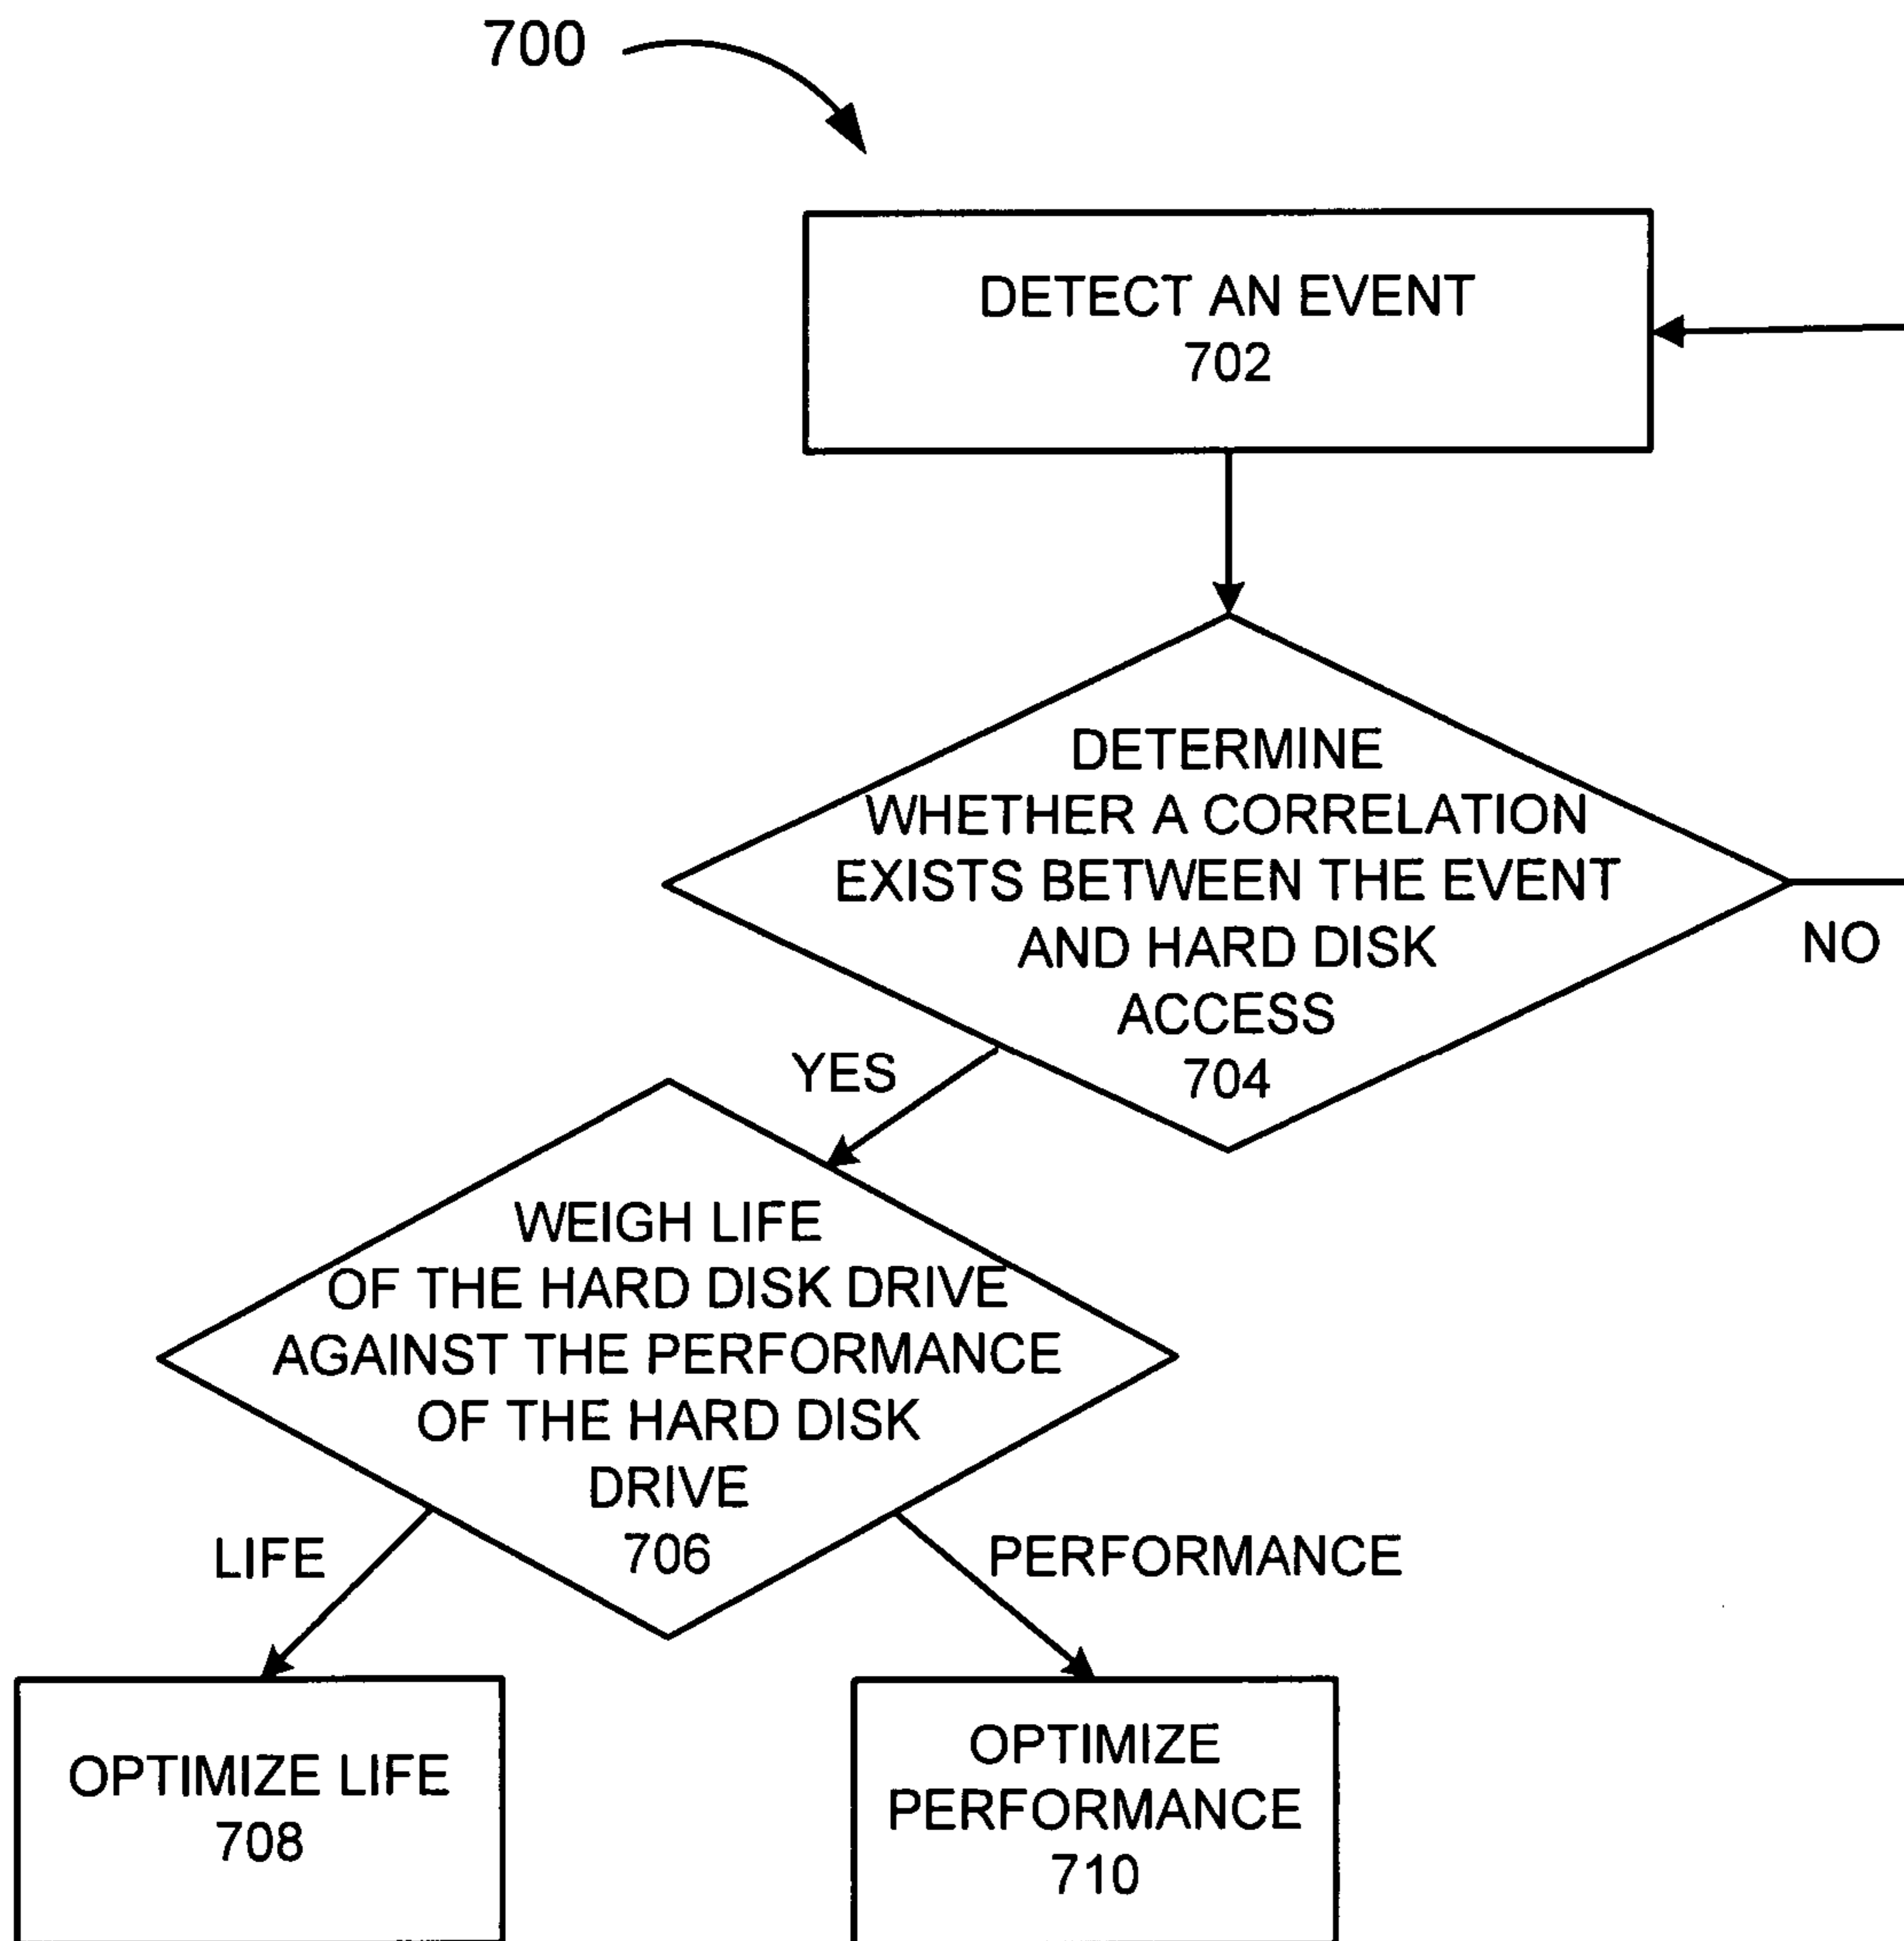 700
DETECT AN EVENT
702
DETERMINE
WHETHER A CORRELATION
EXISTS BETWEEN THE EVENT
AND HARD DISK
ACCESS
704
NO
YES
WEIGH LIFE
OF THE HARD DISK DRIVE
AGAINST THE PERFORMANCE
OF THE HARD DISK
DRIVE
706
LIFE
PERFORMANCE
OPTIMIZE LIFE
708
OPTIMIZE
PERFORMANCE
710